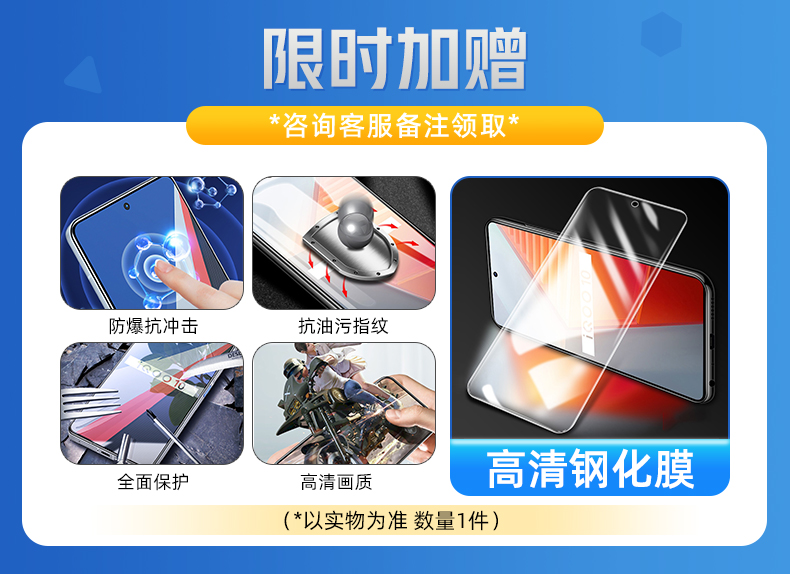 限时加赠
*咨询客服备注领取*
防爆抗冲击
抗油污指纹
全面保护
高清画质
iQOO 10
高清钢化膜
(*以实物为准 数量1件)